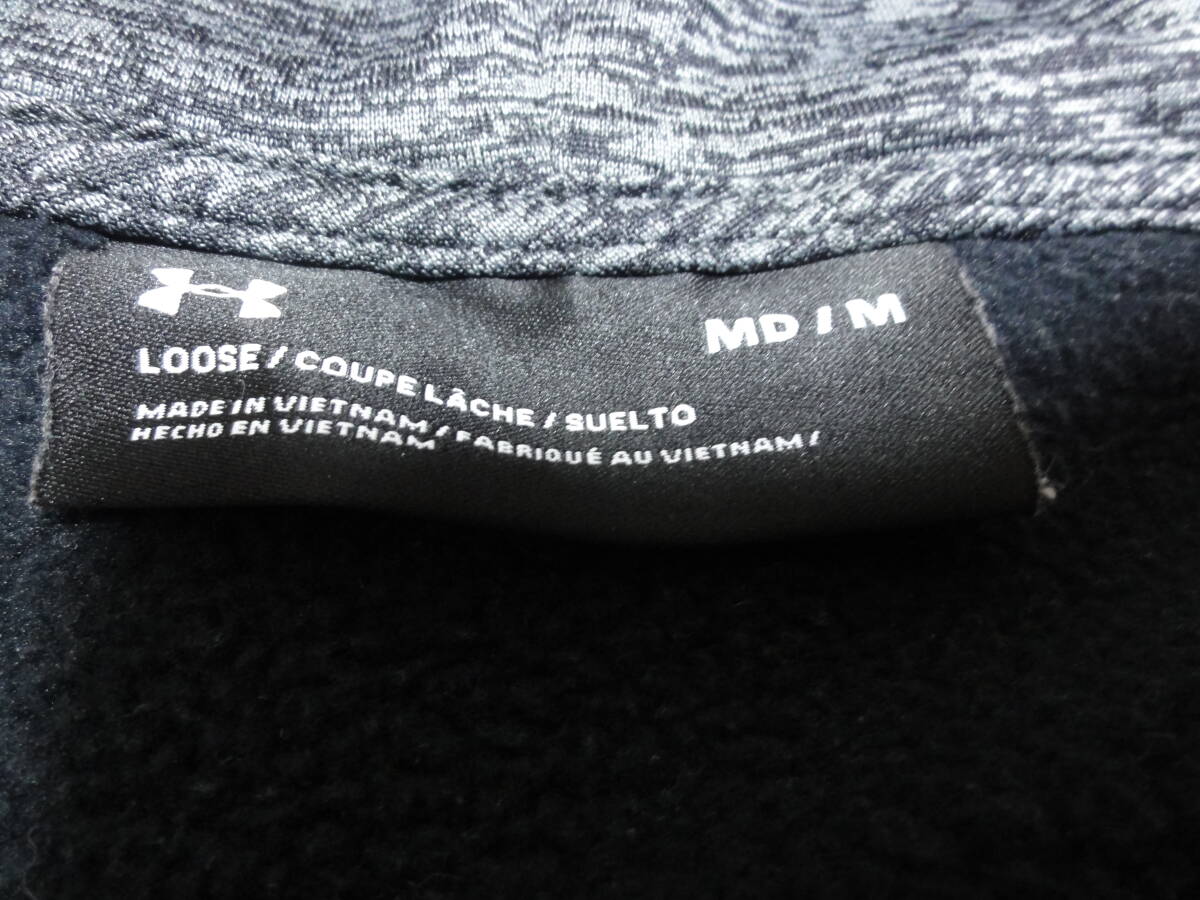 MD / M
LOOSE / COUPE LÂCHE / SUELTO
MADE IN VIETNAM / FABRIQUÉ AU VIETNAM /
HECHO EN VIETNAM